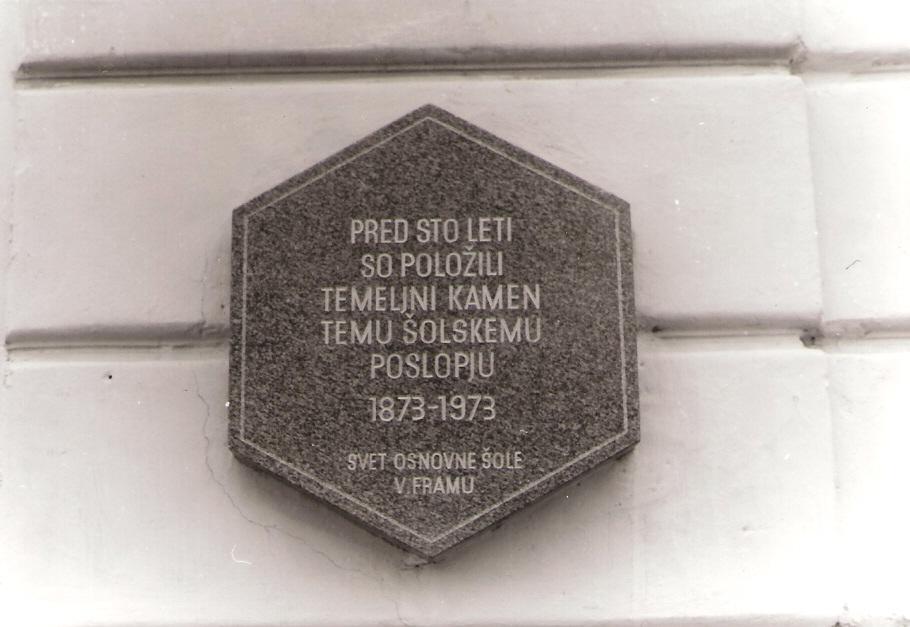 PRED STO LETI
SO POLOŽILI
TEMELJNI KAMEN
TEMU ŠOLSKEMU
POSLOPJU
1873-1973
SVET OSNOVNE ŠOLE
V FRAMU